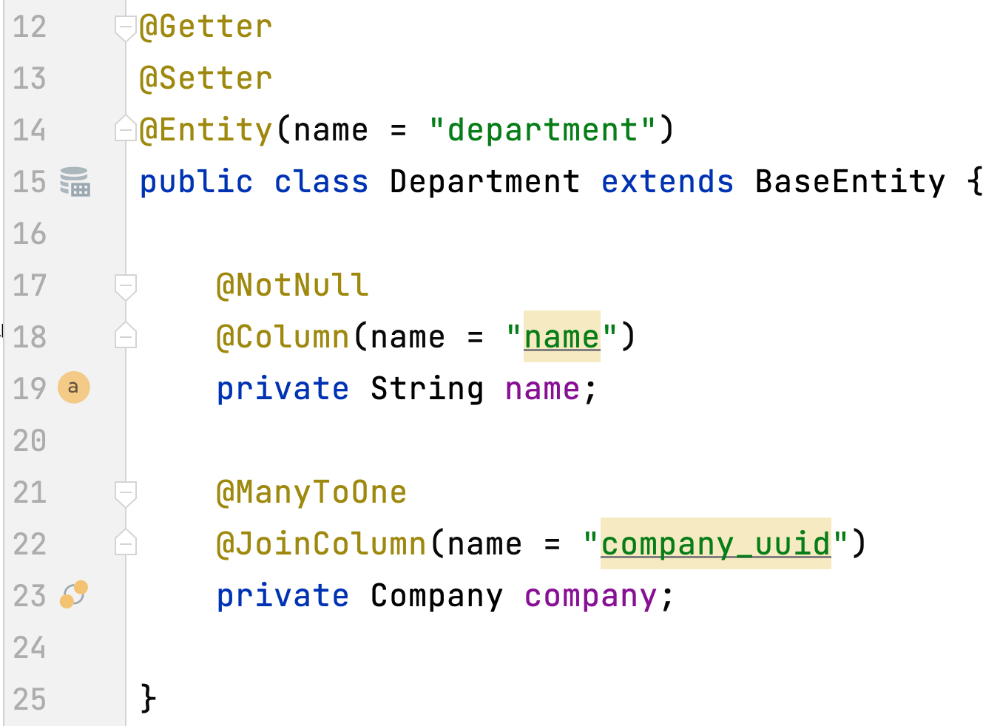 12 @Getter
13 @Setter
14 @Entity(name = "department")
15 public class Department extends BaseEntity {
16
17 @NotNull
18 @Column(name = "name")
19 a private String name;
20
21 @ManyToOne
22 @JoinColumn(name = "company_uuid")
23 private Company company;
24
25 }